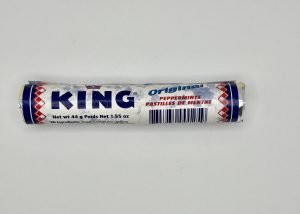 KING
Net wt 44 g Poids Net 1.55 oz
Original
PEPPERMINTS
PASTILLES DE MENTHE